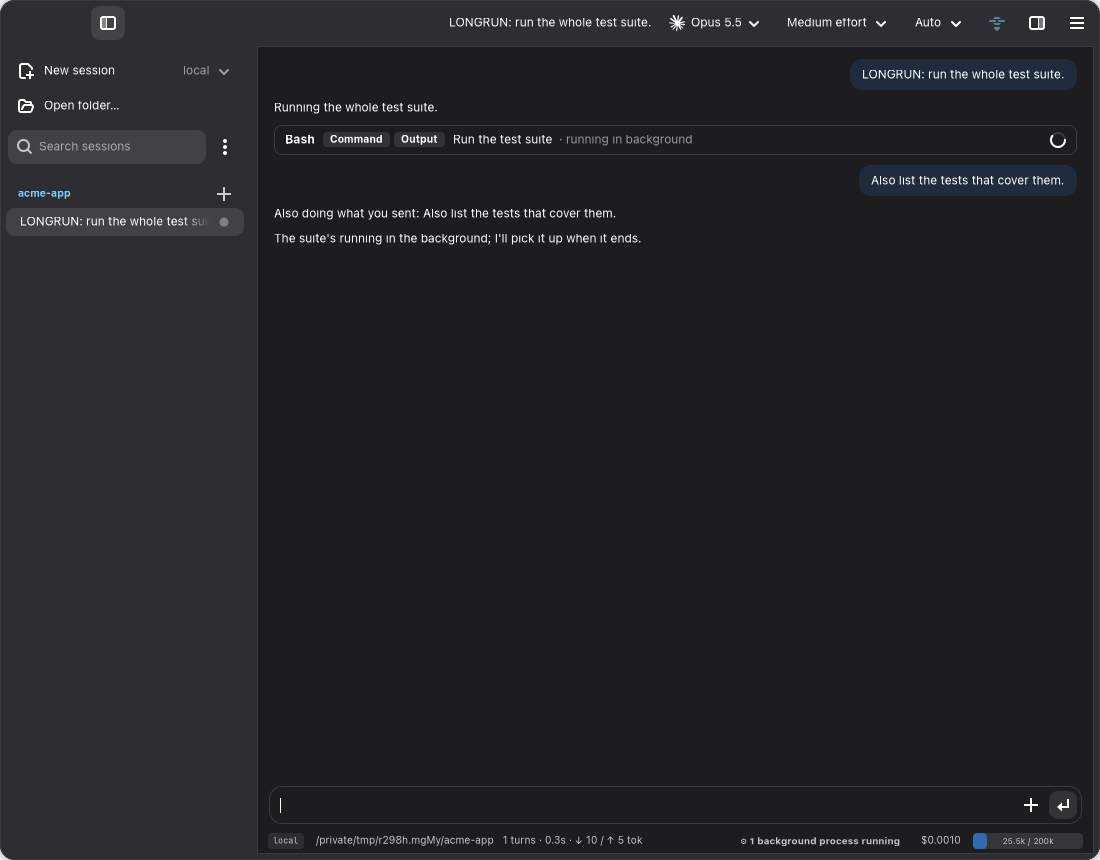 LONGRUN: run the whole test suite.
Opus 5.5
Medium effort
Auto
New session
local
Open folder...
Search sessions
acme-app
LONGRUN: run the whole test su
LONGRUN: run the whole test suite.
Running the whole test suite.
Bash Command Output Run the test suite · running in background
Also list the tests that cover them.
Also doing what you sent: Also list the tests that cover them.
The suite's running in the background; I'll pick it up when it ends.
local /private/tmp/r298h.mgMy/acme-app 1 turns · 0.3s · ↓ 10 / ↑ 5 tok
1 background process running $0.0010 25.5k / 200k